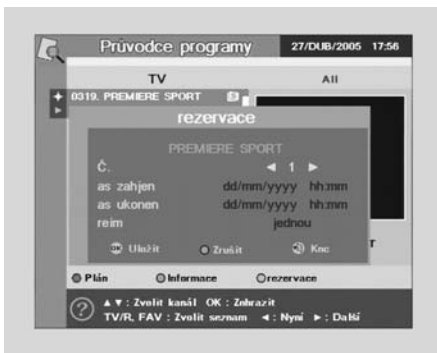 Průvodce programy 27/DUB/2005 17:56
TV All
0319. PREMIERE SPORT $
rezervace
PREMIERE SPORT
Č. ◄ 1 ►
as zahjen dd/mm/yyyy hh:mm
as ukonen dd/mm/yyyy hh:mm
reim jednou
OK Uložit Zrušit Knc
T
Plán Informace rezervace
? ▲ ▼ : Zvolit kanál OK : Znbrazit
TV/R, FAV : Zvolit seznam ◄ : Nyní ► : Další